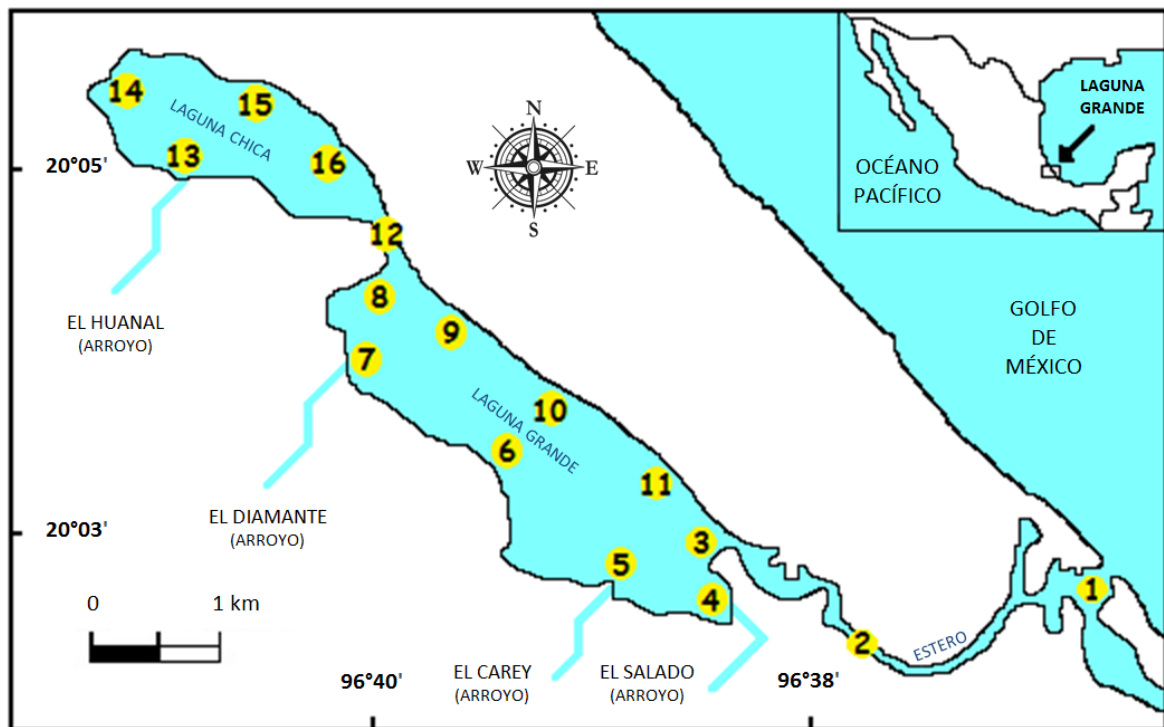 LAGUNA
GRANDE
OCÉANO
PACÍFICO
14
15
LAGUNA CHICA
13
16
N
W
E
S
20°05'
12
8
EL HUANAL
(ARROYO)
9
7
GOLFO
DE
MÉXICO
10
LAGUNA GRANDE
6
11
EL DIAMANTE
(ARROYO)
20°03'
3
5
4
1
2
ESTERO
0 1 km
EL CAREY
(ARROYO)
EL SALADO
(ARROYO)
96°40'
96°38'